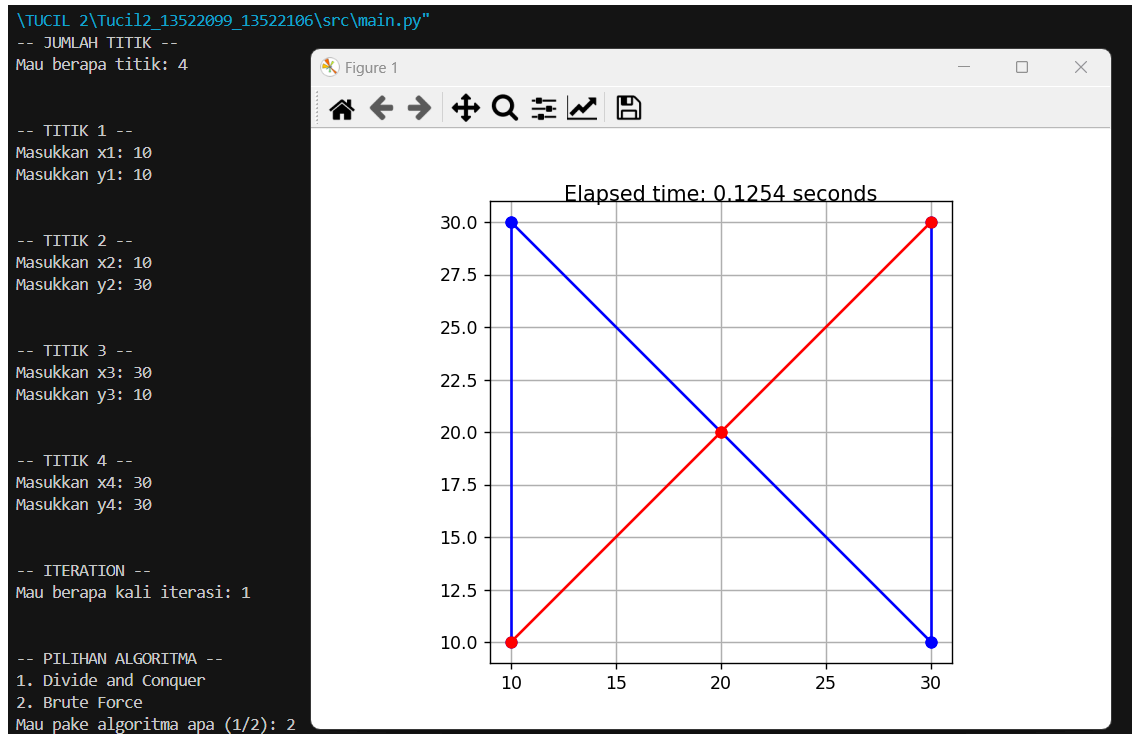 \TUCIL 2\Tucil2_13522099_13522106\src\main.py"
-- JUMLAH TITIK --
Mau berapa titik: 4
-- TITIK 1 --
Masukkan x1: 10
Masukkan y1: 10
-- TITIK 2 --
Masukkan x2: 10
Masukkan y2: 30
-- TITIK 3 --
Masukkan x3: 30
Masukkan y3: 10
-- TITIK 4 --
Masukkan x4: 30
Masukkan y4: 30
-- ITERATION --
Mau berapa kali iterasi: 1
-- PILIHAN ALGORITMA --
1. Divide and Conquer
2. Brute Force
Mau pake algoritma apa (1/2): 2
Figure 1
Elapsed time: 0.1254 seconds
30.0
27.5
25.0
22.5
20.0
17.5
15.0
12.5
10.0
10 15 20 25 30